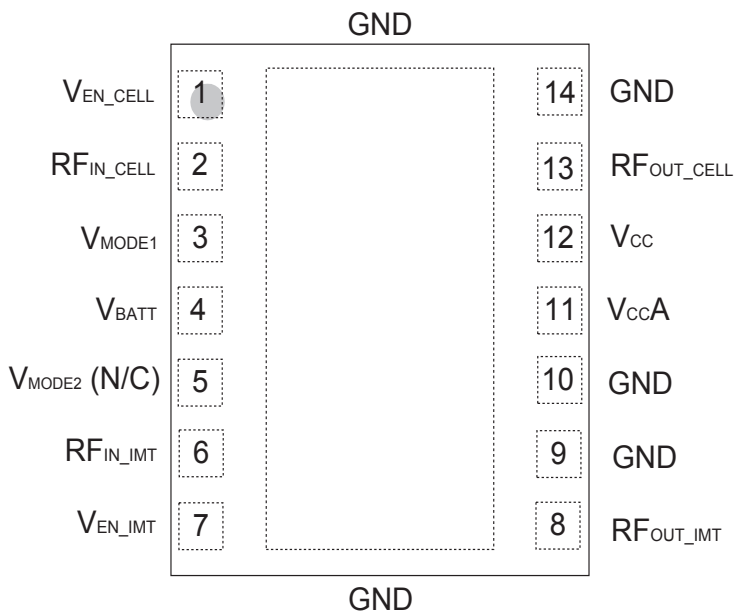 GND
VEN_CELL 1 14 GND
RFIN_CELL 2 13 RFOUT_CELL
VMODE1 3 12 VCC
VBATT 4 11 VCCA
VMODE2 (N/C) 5 10 GND
RFIN_IMT 6 9 GND
VEN_IMT 7 8 RFOUT_IMT
GND